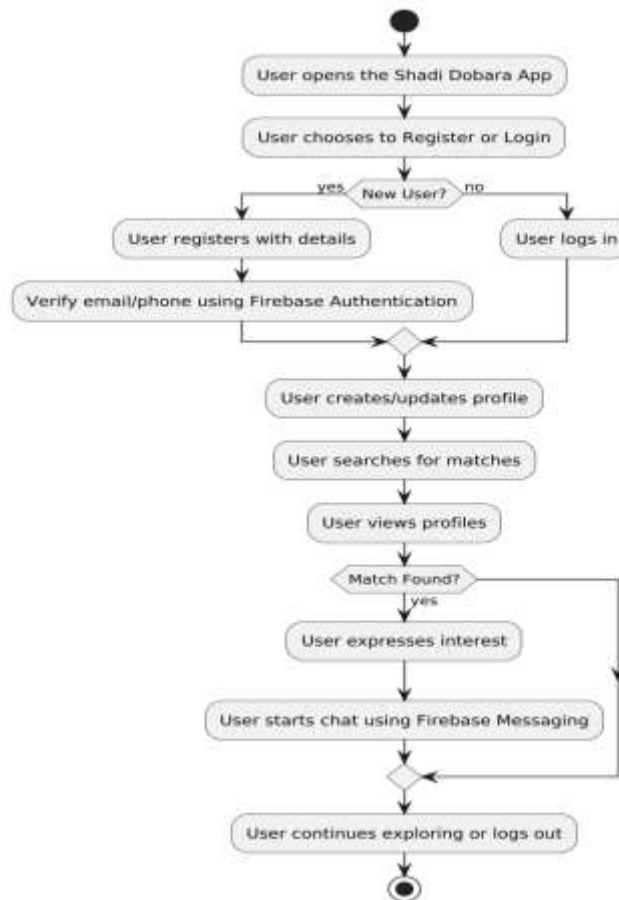 User opens the Shadi Dobara App
User chooses to Register or Login
yes
New User?
no
User registers with details
User logs in
Verify email/phone using Firebase Authentication
User creates/updates profile
User searches for matches
User views profiles
Match Found?
yes
User expresses interest
User starts chat using Firebase Messaging
User continues exploring or logs out